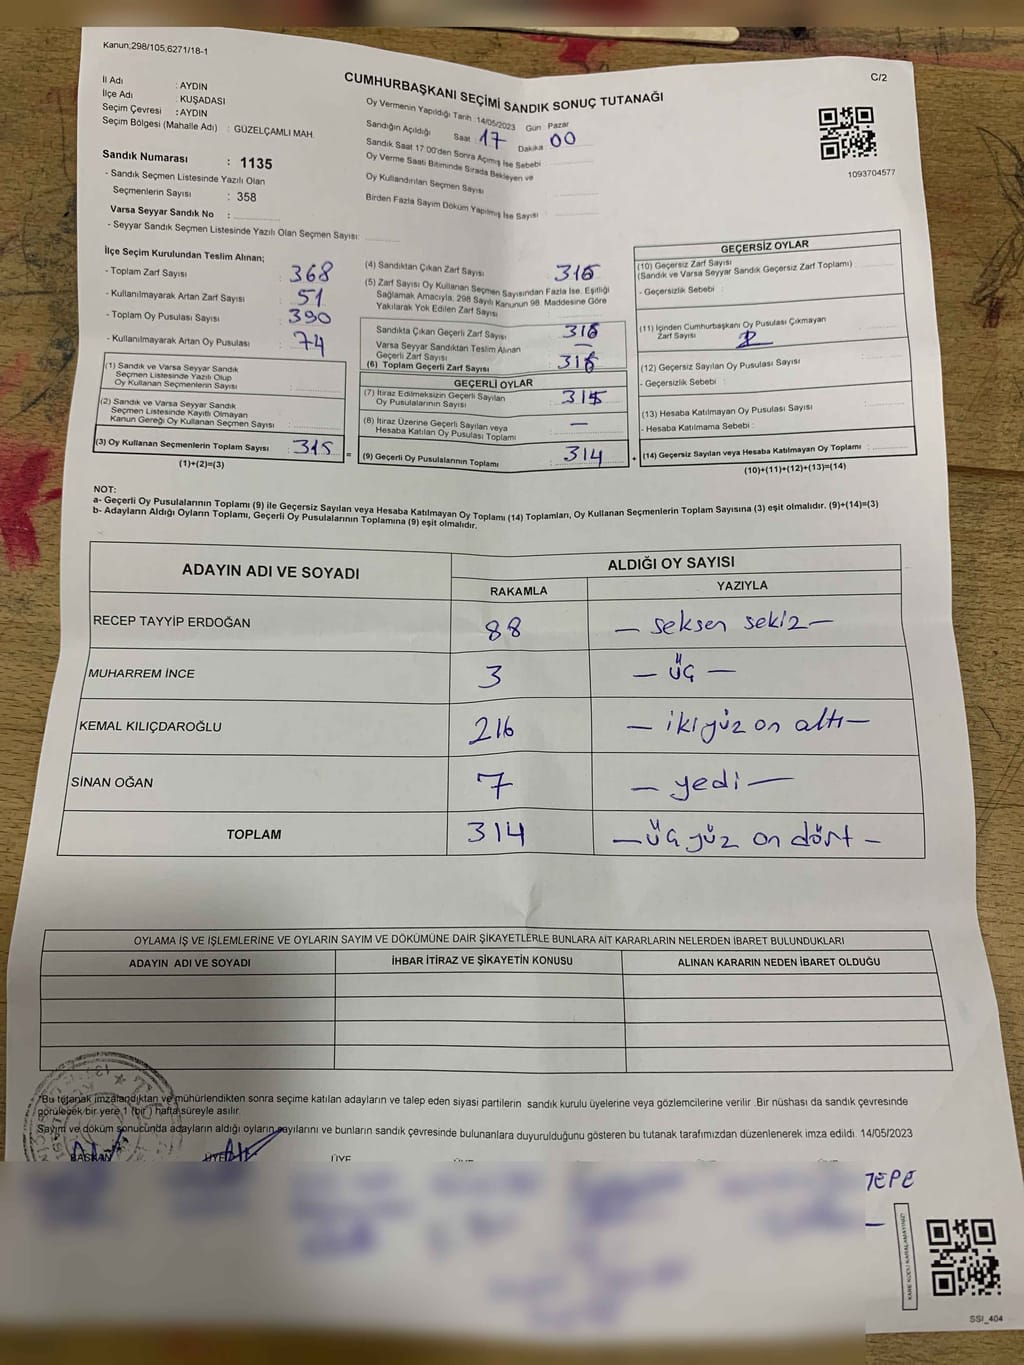 Kanun,298/105,6271/18-1
C/2
CUMHURBAŞKANI SEÇİMİ SANDIK SONUÇ TUTANAĞI
İl Adı : AYDIN
İlçe Adı : KUŞADASI
Seçim Çevresi : AYDIN
Seçim Bölgesi (Mahalle Adı) : GÜZELÇAMLI MAH.
Oy Vermenin Yapıldığı Tarih 14/05/2023 Gün : Pazar
Sandığın Açıldığı Saat 17 Dakika 00
Sandık Saat 17:00'den Sonra Açımış İse Sebebi
Oy Verme Saati Bitiminde Sırada Bekleyen ve
Oy Kullandırılan Seçmen Sayısı
Birden Fazla Sayım Döküm Yapılmış İse Sayısı :
1093704577
Sandık Numarası : 1135
- Sandık Seçmen Listesinde Yazılı Olan
Seçmenlerin Sayısı : 358
Varsa Seyyar Sandık No :
- Seyyar Sandık Seçmen Listesinde Yazılı Olan Seçmen Sayısı:
İlçe Seçim Kurulundan Teslim Alınan;
- Toplam Zarf Sayısı : 368
- Kullanılmayarak Artan Zarf Sayısı : 51
- Toplam Oy Pusulası Sayısı : 390
- Kullanılmayarak Artan Oy Pusulası : 74
(1) Sandık ve Varsa Seyyar Sandık
Seçmen Listesinde Yazılı Olup
Oy Kullanan Seçmenlerin Sayısı :
(2) Sandık ve Varsa Seyyar Sandık
Seçmen Listesinde Kayıtlı Olmayan
Kanun Gereği Oy Kullanan Seçmen Sayısı :
(3) Oy Kullanan Seçmenlerin Toplam Sayısı : 315
(1)+(2)=(3)
(4) Sandıktan Çıkan Zarf Sayısı :
(5) Zarf Sayısı Oy Kullanan Seçmen Sayısından Fazla İse, Eşitliği
Sağlamak Amacıyla, 298 Sayılı Kanunun 98. Maddesine Göre
Yakılarak Yok Edilen Zarf Sayısı :
Sandıkta Çıkan Geçerli Zarf Sayısı :
Varsa Seyyar Sandıktan Teslim Alınan
Geçerli Zarf Sayısı : —
(6) Toplam Geçerli Zarf Sayısı :
GEÇERLİ OYLAR
(7) İtiraz Edilmeksizin Geçerli Sayılan
Oy Pusulalarının Sayısı :
(8) İtiraz Üzerine Geçerli Sayılan veya
Hesaba Katılan Oy Pusulası Toplamı : —
(9) Geçerli Oy Pusulalarının Toplamı : 314
GEÇERSİZ OYLAR
(10) Geçersiz Zarf Sayısı
(Sandık ve Varsa Seyyar Sandık Geçersiz Zarf Toplamı)
- Geçersizlik Sebebi :
(11) İçinden Cumhurbaşkanı Oy Pusulası Çıkmayan
Zarf Sayısı :
(12) Geçersiz Sayılan Oy Pusulası Sayısı :
- Geçersizlik Sebebi :
(13) Hesaba Katılmayan Oy Pusulası Sayısı :
- Hesaba Katılmama Sebebi :
(14) Geçersiz Sayılan veya Hesaba Katılmayan Oy Toplamı :
(10)+(11)+(12)+(13)=(14)
NOT:
a- Geçerli Oy Pusulalarının Toplamı (9) ile Geçersiz Sayılan veya Hesaba Katılmayan Oy Toplamı (14) Toplamları, Oy Kullanan Seçmenlerin Toplam Sayısına (3) eşit olmalıdır. (9)+(14)=(3)
b- Adayların Aldığı Oyların Toplamı, Geçerli Oy Pusulalarının Toplamına (9) eşit olmalıdır.
ADAYIN ADI VE SOYADI ALDIĞI OY SAYISI
RAKAMLA YAZIYLA
RECEP TAYYİP ERDOĞAN 88 — seksen sekiz —
MUHARREM İNCE 3 — üç —
KEMAL KILIÇDAROĞLU 216 — ikiyüz on altı —
SİNAN OĞAN 7 — yedi —
TOPLAM 314 — üçyüz on dört —
OYLAMA İŞ VE İŞLEMLERİNE VE OYLARIN SAYIM VE DÖKÜMÜNE DAİR ŞİKAYETLERLE BUNLARA AİT KARARLARIN NELERDEN İBARET BULUNDUKLARI
ADAYIN ADI VE SOYADI İHBAR İTİRAZ VE ŞİKAYETİN KONUSU ALINAN KARARIN NEDEN İBARET OLDUĞU
*Bu tutanak imzalandıktan ve mühürlendikten sonra seçime katılan adayların ve talep eden siyasi partilerin sandık kurulu üyelerine veya gözlemcilerine verilir .Bir nüshası da sandık çevresinde
görülecek bir yere 1 (bir ) hafta süreyle asılır.
Sayım ve döküm sonucunda adayların aldığı oyların sayılarını ve bunların sandık çevresinde bulunanlara duyurulduğunu gösteren bu tutanak tarafımızdan düzenlenerek imza edildi. 14/05/2023
BAŞKAN ÜYE ÜYE
TEPE
KARE KODU KARALAMAYINIZ!
SSI_404